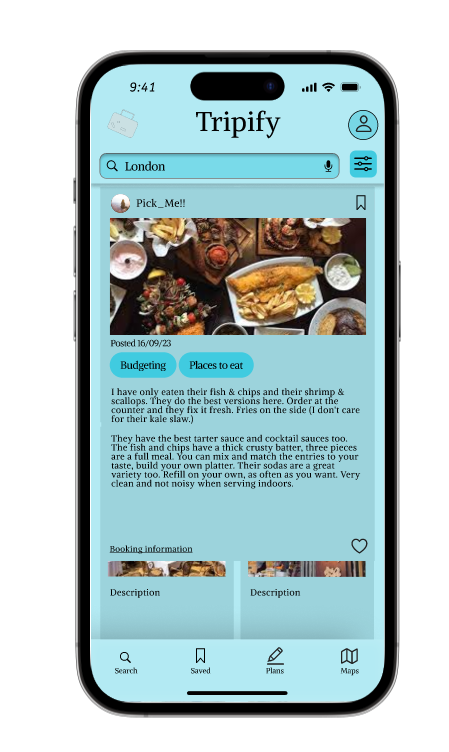 9:41
Tripify
London
Pick_Me!!
Posted 16/09/23
Budgeting
Places to eat
I have only eaten their fish & chips and their shrimp &
scallops. They do the best versions here. Order at the
counter and they fix it fresh. Fries on the side (I don't care
for their kale slaw.)
They have the best tarter sauce and cocktail sauces too.
The fish and chips have a thick crusty batter, three pieces
are a full meal. You can mix and match the entries to your
taste, build your own platter. Their sodas are a great
variety too. Refill on your own, as often as you want. Very
clean and not noisy when serving indoors.
Booking information
Description
Description
Search
Saved
Plans
Maps